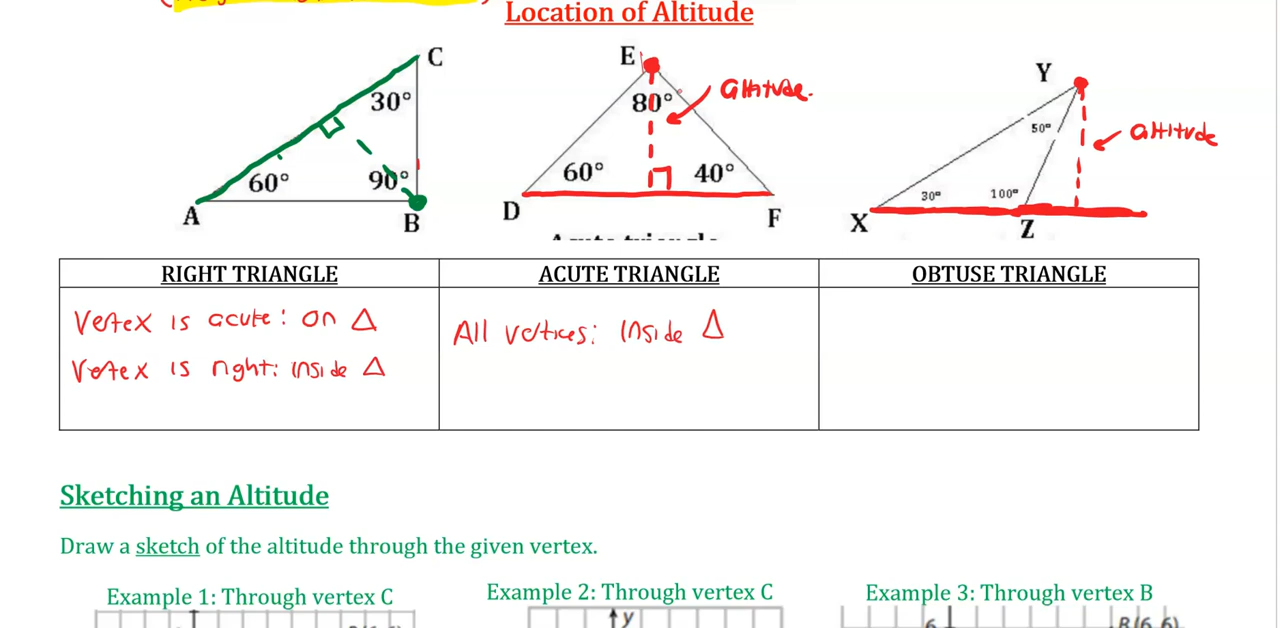 Location of Altitude
C
30°
60°
90°
A
B
E
80°
altitude.
60°
40°
D
F
Y
50°
altitude
30°
100°
X
Z
RIGHT TRIANGLE
ACUTE TRIANGLE
OBTUSE TRIANGLE
Vertex is acute: on Δ
Vertex is right: inside Δ
All vertices: inside Δ
Sketching an Altitude
Draw a sketch of the altitude through the given vertex.
Example 1: Through vertex C
Example 2: Through vertex C
Example 3: Through vertex B
y
6
B(6, 6)